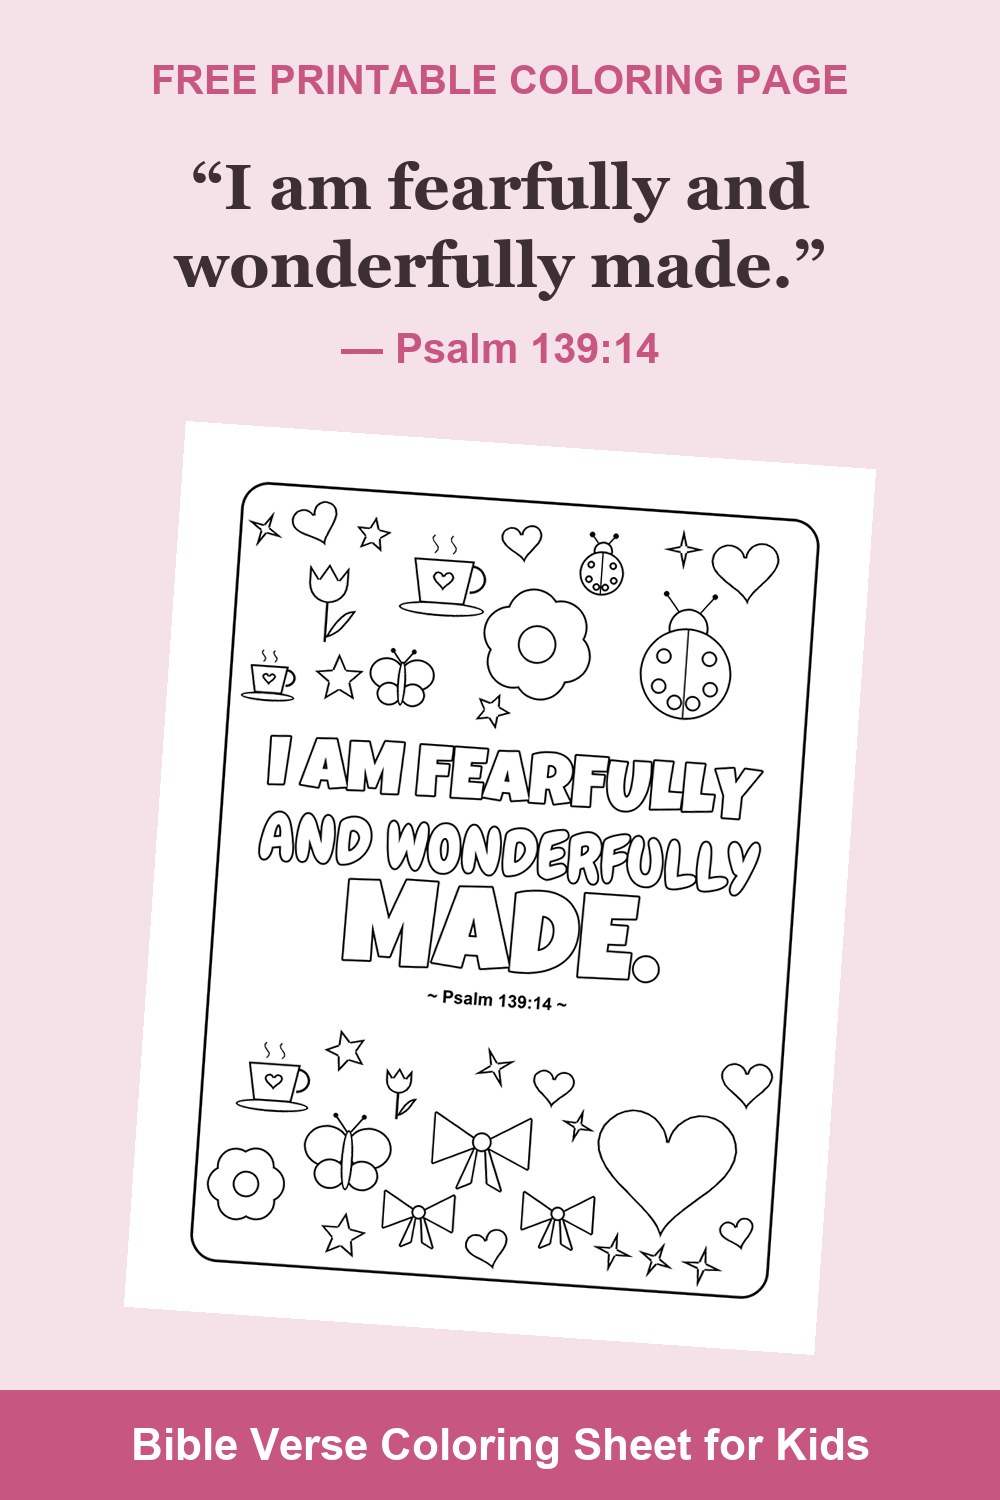 FREE PRINTABLE COLORING PAGE
“I am fearfully and
wonderfully made.”
— Psalm 139:14
I AM FEARFULLY
AND WONDERFULLY
MADE.
~ Psalm 139:14 ~
Bible Verse Coloring Sheet for Kids